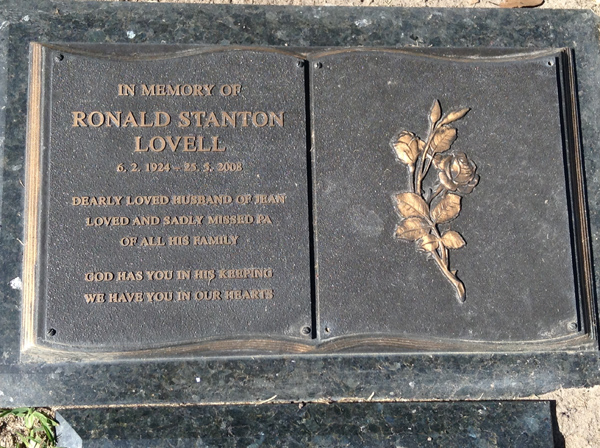 IN MEMORY OF
RONALD STANTON
LOVELL
6. 2. 1924 - 25. 5. 2008
DEARLY LOVED HUSBAND OF JEAN
LOVED AND SADLY MISSED PA
OF ALL HIS FAMILY
GOD HAS YOU IN HIS KEEPING
WE HAVE YOU IN OUR HEARTS